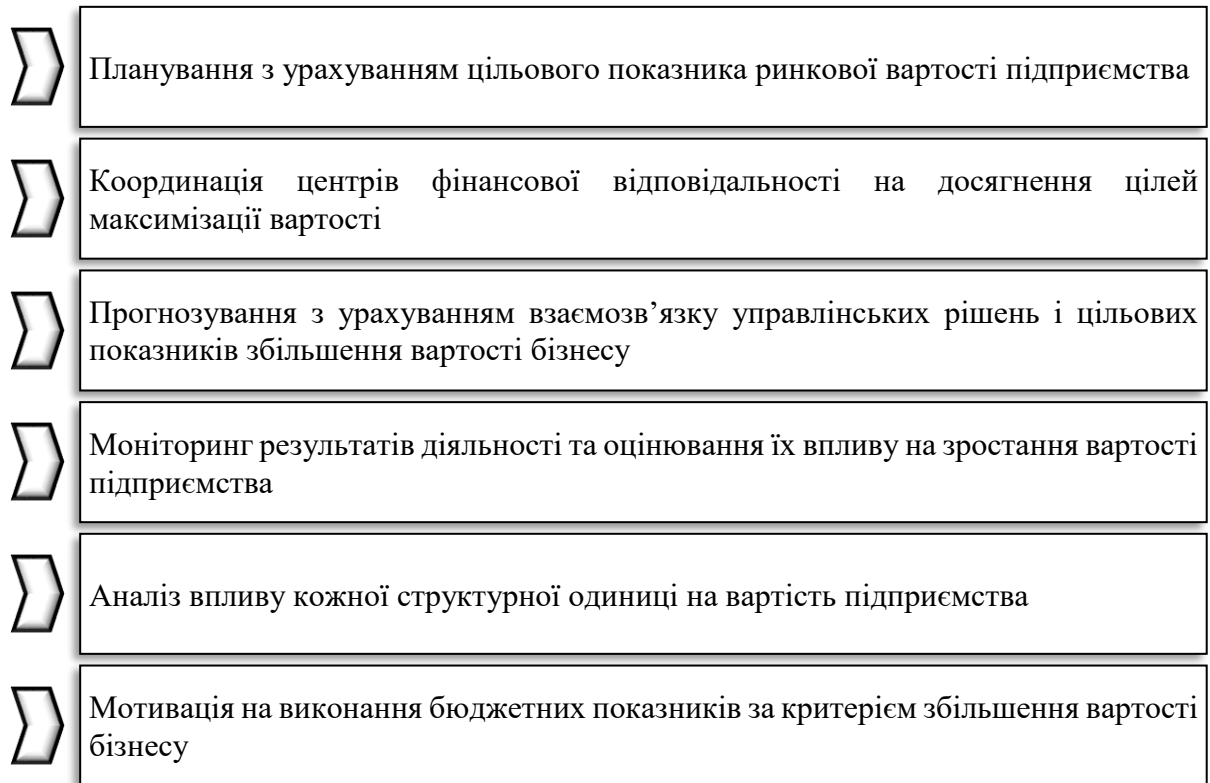 Планування з урахуванням цільового показника ринкової вартості підприємства
Координація центрів фінансової відповідальності на досягнення цілей
максимізації вартості
Прогнозування з урахуванням взаємозв’язку управлінських рішень і цільових
показників збільшення вартості бізнесу
Моніторинг результатів діяльності та оцінювання їх впливу на зростання вартості
підприємства
Аналіз впливу кожної структурної одиниці на вартість підприємства
Мотивація на виконання бюджетних показників за критерієм збільшення вартості
бізнесу